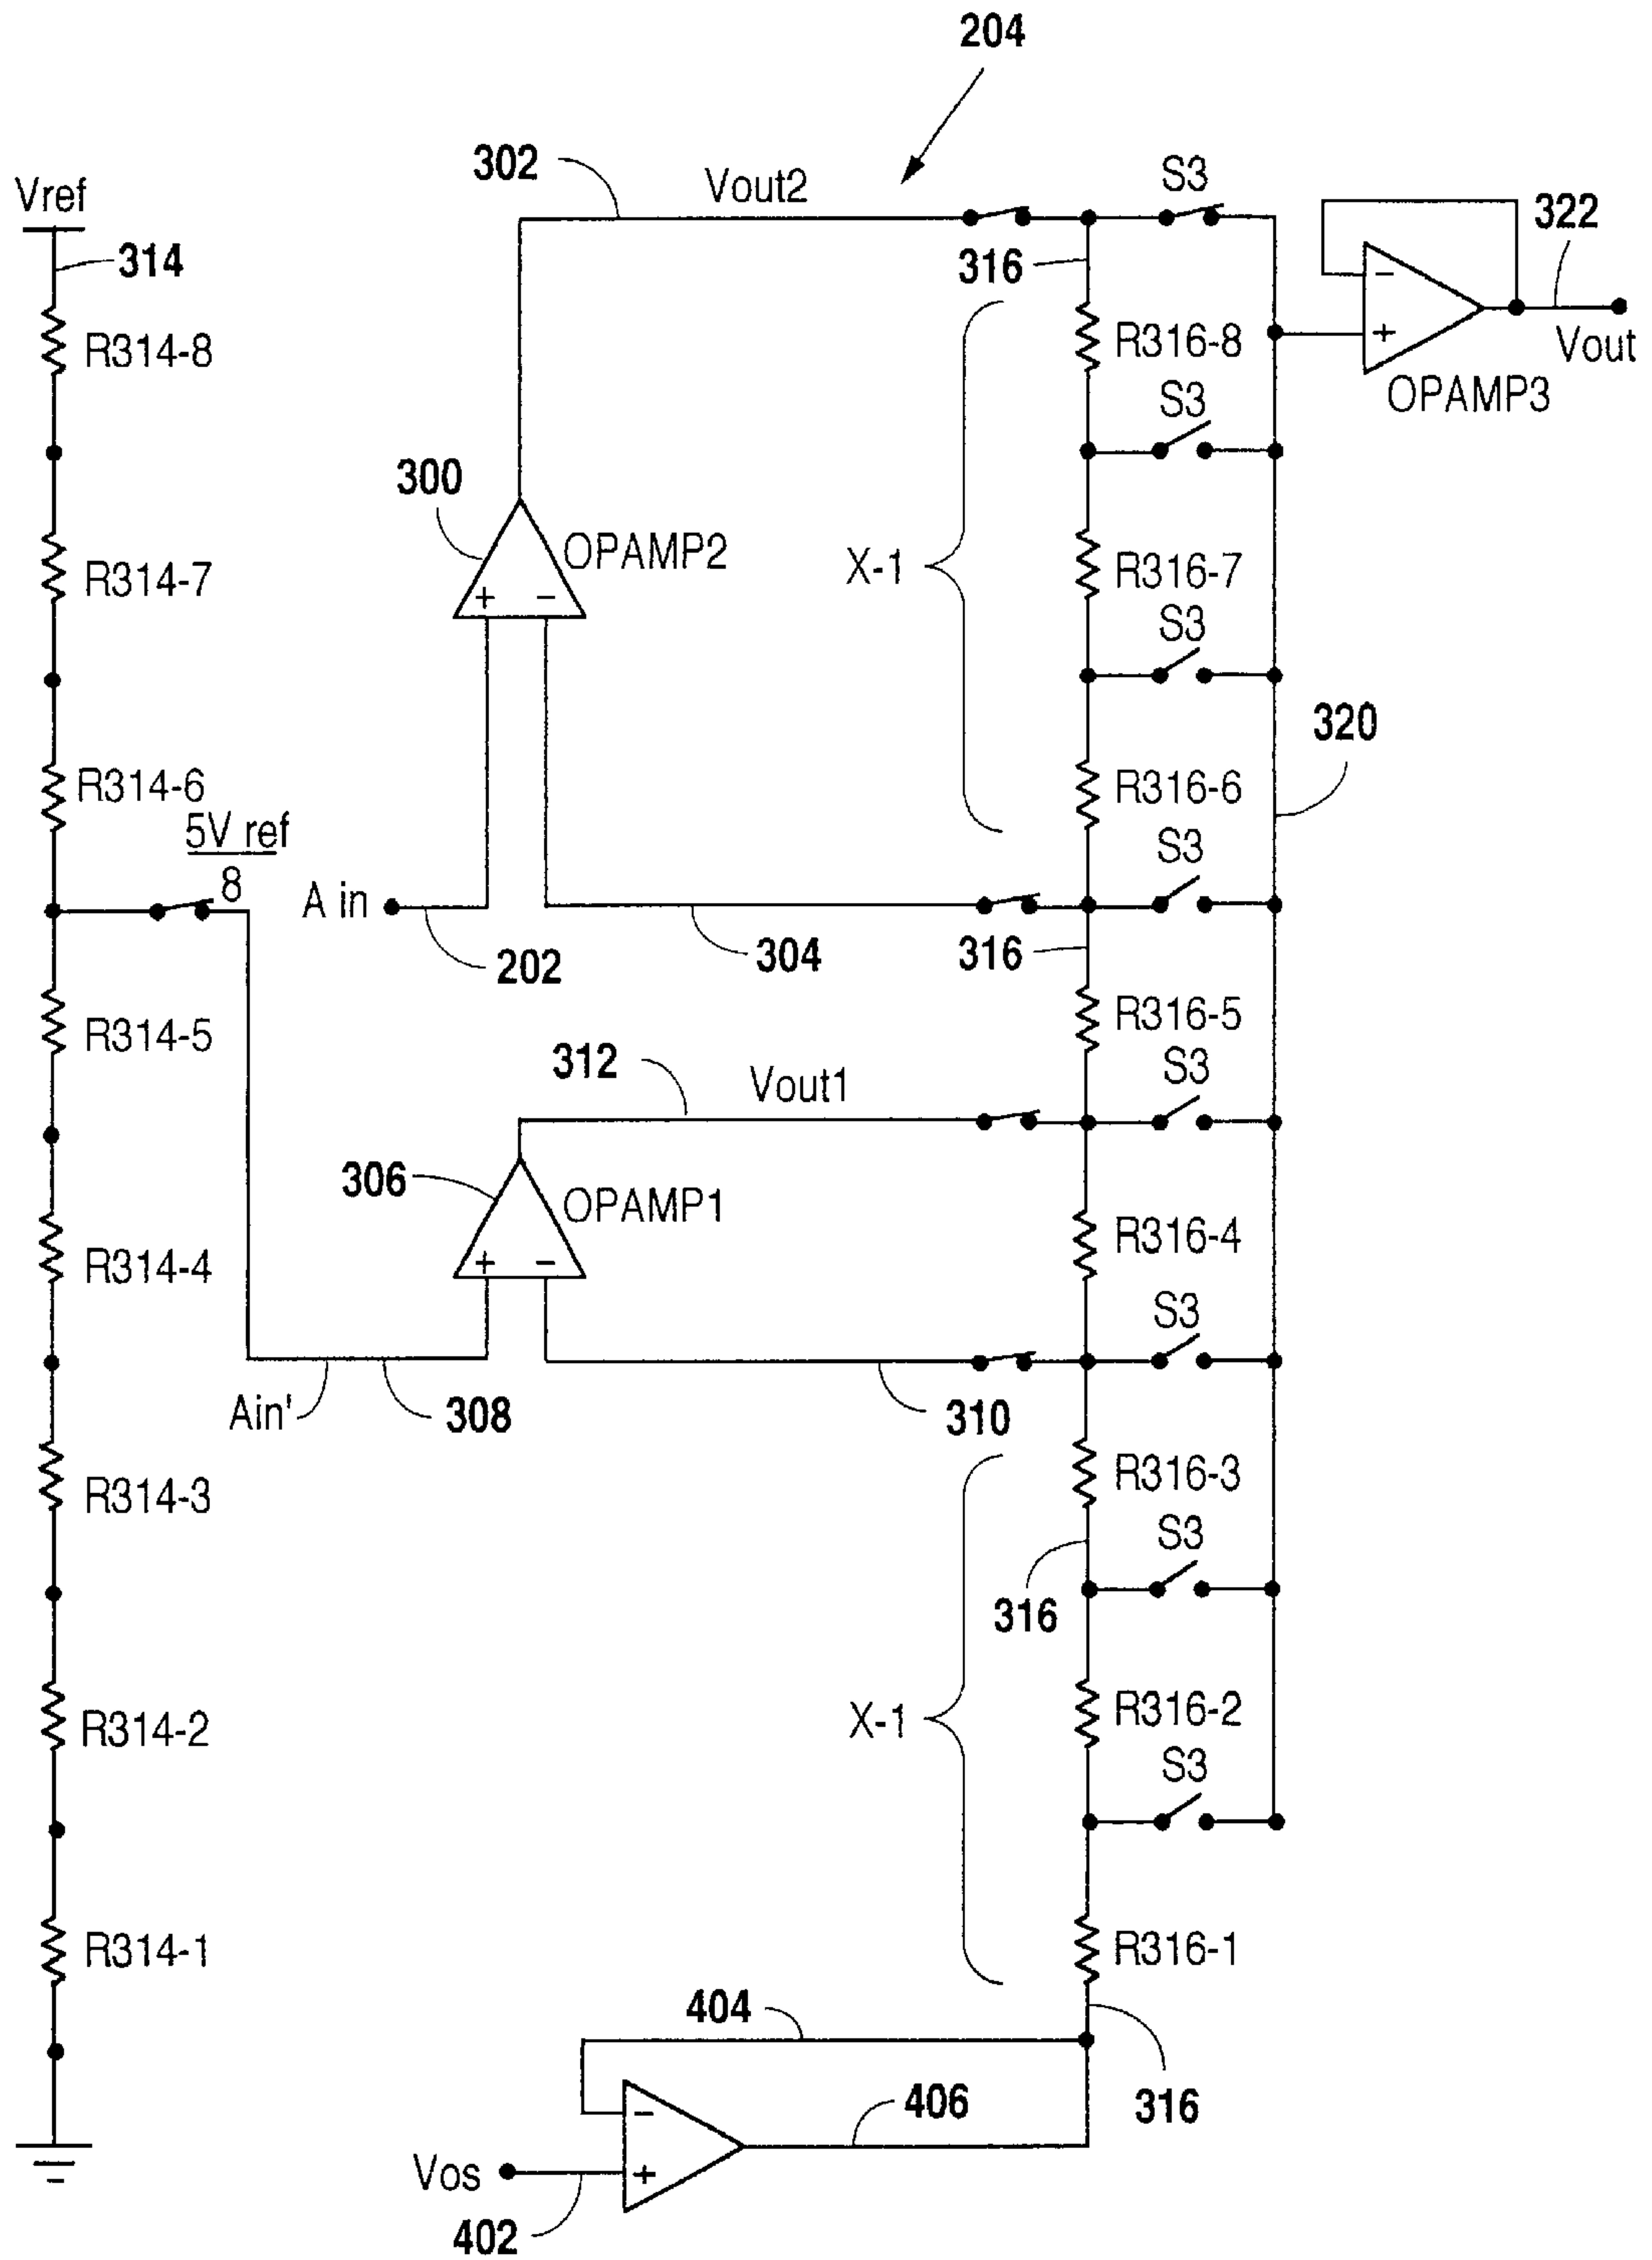 204
302
Vout2
S3
Vref
322
314
316
R314-8
R316-8
Vout
OPAMP3
S3
300
OPAMP2
X-1
R314-7
R316-7
S3
320
R314-6
R316-6
5V ref
8
S3
A in
202
304
316
R314-5
R316-5
312
Vout1
S3
306
OPAMP1
R314-4
R316-4
S3
Ain'
308
310
R314-3
R316-3
S3
316
R314-2
X-1
R316-2
S3
R314-1
R316-1
404
406
316
Vos
402
+
-
+
-
-
+
-
+